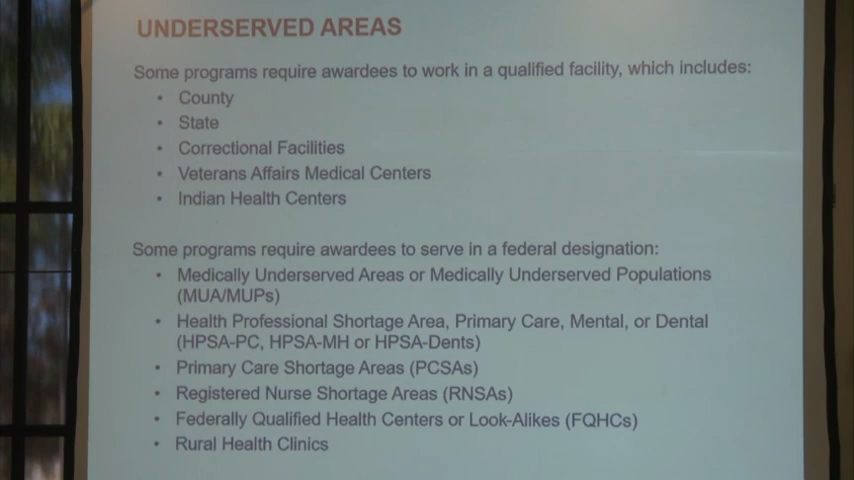 UNDERSERVED AREAS
Some programs require awardees to work in a qualified facility, which includes:
• County
• State
• Correctional Facilities
• Veterans Affairs Medical Centers
• Indian Health Centers
Some programs require awardees to serve in a federal designation:
• Medically Underserved Areas or Medically Underserved Populations
(MUA/MUPs)
• Health Professional Shortage Area, Primary Care, Mental, or Dental
(HPSA-PC, HPSA-MH or HPSA-Dents)
• Primary Care Shortage Areas (PCSAs)
• Registered Nurse Shortage Areas (RNSAs)
• Federally Qualified Health Centers or Look-Alikes (FQHCs)
• Rural Health Clinics